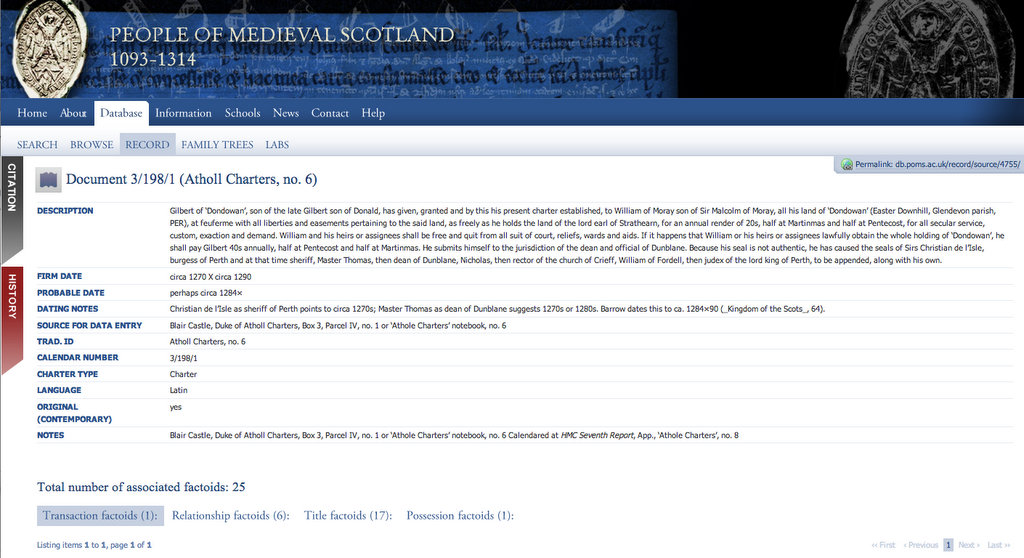 PEOPLE OF MEDIEVAL SCOTLAND
1093-1314
Home About Database Information Schools News Contact Help
SEARCH BROWSE RECORD FAMILY TREES LABS
Permalink: db.poms.ac.uk/record/source/4755/
CITATION
HISTORY
Document 3/198/1 (Atholl Charters, no. 6)
DESCRIPTION
Gilbert of 'Dondowan', son of the late Gilbert son of Donald, has given, granted and by this his present charter established, to William of Moray son of Sir Malcolm of Moray, all his land of 'Dondowan' (Easter Downhill, Glendevon parish,
PER), at feuferme with all liberties and easements pertaining to the said land, as freely as he holds the land of the lord earl of Strathearn, for an annual render of 20s, half at Martinmas and half at Pentecost, for all secular service,
custom, exaction and demand. William and his heirs or assignees shall be free and quit from all suit of court, reliefs, wards and aids. If it happens that William or his heirs or assignees lawfully obtain the whole holding of 'Dondowan', he
shall pay Gilbert 40s annually, half at Pentecost and half at Martinmas. He submits himself to the jurisdiction of the dean and official of Dunblane. Because his seal is not authentic, he has caused the seals of Sirs Christian de l'Isle,
burgess of Perth and at that time sheriff, Master Thomas, then dean of Dunblane, Nicholas, then rector of the church of Crieff, William of Fordell, then judex of the lord king of Perth, to be appended, along with his own.
FIRM DATE circa 1270 X circa 1290
PROBABLE DATE perhaps circa 1284×
DATING NOTES Christian de l'Isle as sheriff of Perth points to circa 1270s; Master Thomas as dean of Dunblane suggests 1270s or 1280s. Barrow dates this to ca. 1284×90 (_Kingdom of the Scots_, 64).
SOURCE FOR DATA ENTRY Blair Castle, Duke of Atholl Charters, Box 3, Parcel IV, no. 1 or 'Athole Charters' notebook, no. 6
TRAD. ID Atholl Charters, no. 6
CALENDAR NUMBER 3/198/1
CHARTER TYPE Charter
LANGUAGE Latin
ORIGINAL yes
(CONTEMPORARY)
NOTES Blair Castle, Duke of Atholl Charters, Box 3, Parcel IV, no. 1 or 'Athole Charters' notebook, no. 6 Calendared at HMC Seventh Report, App., 'Athole Charters', no. 8
Total number of associated factoids: 25
Transaction factoids (1): Relationship factoids (6): Title factoids (17): Possession factoids (1):
Listing items 1 to 1, page 1 of 1
‹‹ First ‹ Previous 1 Next › Last ››